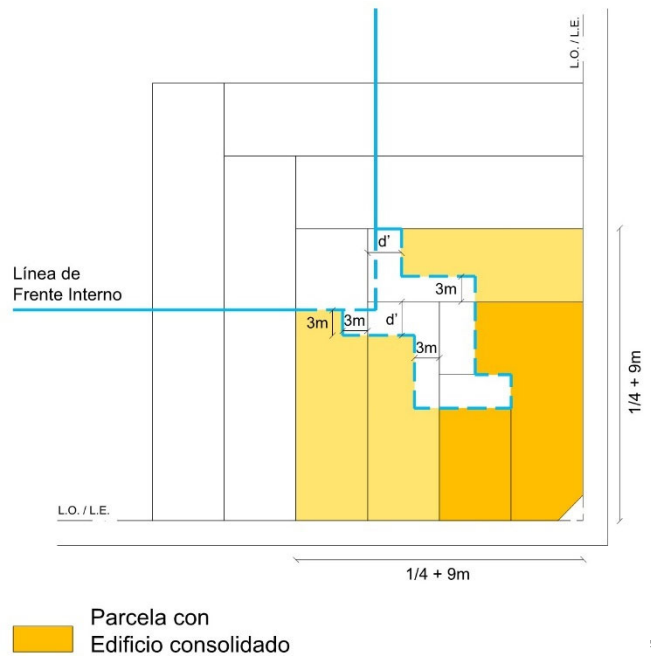 L.O. / L.E.
d'
Línea de
Frente Interno
3m
3m
3m
d'
3m
1/4 + 9m
L.O. / L.E.
1/4 + 9m
Parcela con
Edificio consolidado